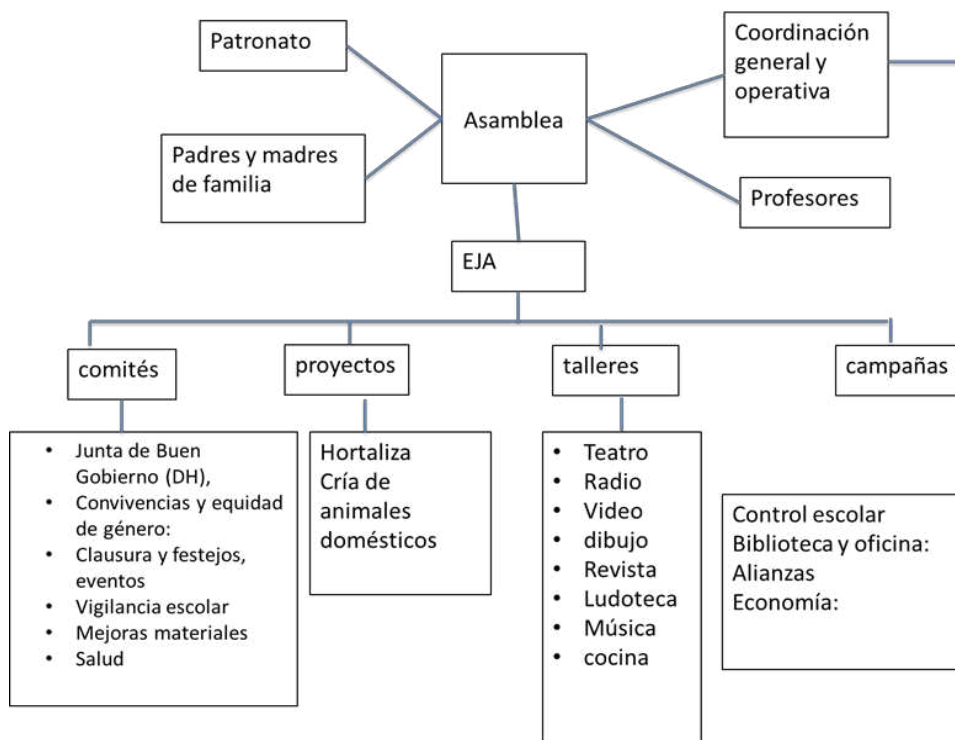 Patronato
Coordinación
general y
operativa
Asamblea
Padres y madres
de familia
Profesores
EJA
comités
proyectos
talleres
campañas
• Junta de Buen
Gobierno (DH),
• Convivencias y equidad
de género:
• Clausura y festejos,
eventos
• Vigilancia escolar
• Mejoras materiales
• Salud
Hortaliza
Cría de
animales
domésticos
• Teatro
• Radio
• Video
• dibujo
• Revista
• Ludoteca
• Música
• cocina
Control escolar
Biblioteca y oficina:
Alianzas
Economía: